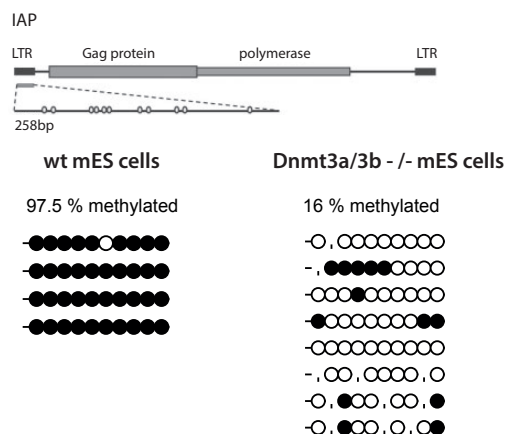 IAP
LTR Gag protein polymerase LTR
258bp
wt mES cells Dnmt3a/3b - /- mES cells
97.5 % methylated 16 % methylated